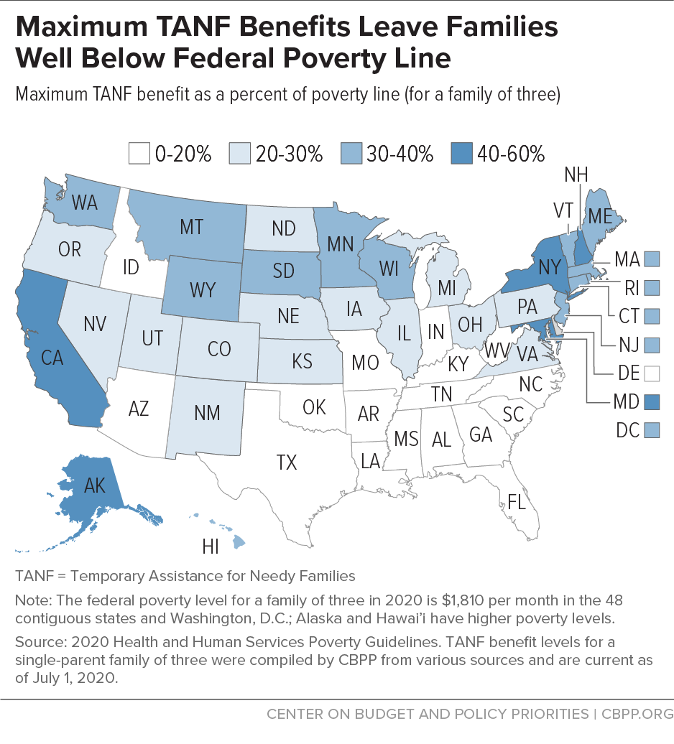 Maximum TANF Benefits Leave Families
Well Below Federal Poverty Line
Maximum TANF benefit as a percent of poverty line (for a family of three)
0-20% 20-30% 30-40% 40-60%
NH
VT
ME
WA
MT
ND
MN
OR
ID
SD
WI
NY
MA
WY
MI
RI
NE
IA
PA
CT
NV
UT
IL
IN
OH
NJ
CO
CA
KS
MO
WV
VA
KY
DE
NC
MD
TN
AZ
NM
OK
AR
SC
DC
MS
AL
GA
TX
LA
AK
FL
HI
TANF = Temporary Assistance for Needy Families
Note: The federal poverty level for a family of three in 2020 is $1,810 per month in the 48
contiguous states and Washington, D.C.; Alaska and Hawai’i have higher poverty levels.
Source: 2020 Health and Human Services Poverty Guidelines. TANF benefit levels for a
single-parent family of three were compiled by CBPP from various sources and are current as
of July 1, 2020.
CENTER ON BUDGET AND POLICY PRIORITIES | CBPP.ORG